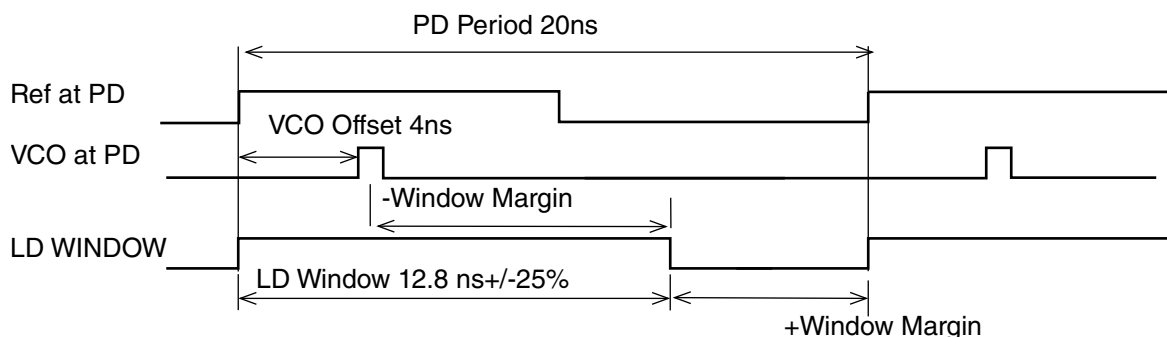 PD Period 20ns
Ref at PD
VCO Offset 4ns
VCO at PD
-Window Margin
LD WINDOW
LD Window 12.8 ns+/-25%
+Window Margin